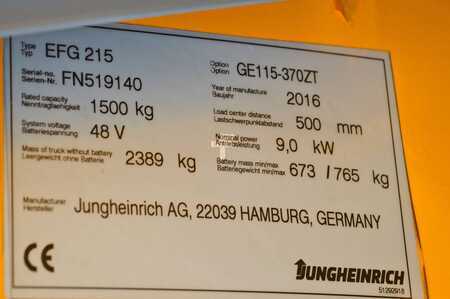 Type
Typ EFG 215
Option
Option GE115-370ZT
Serial-no.
Serien-Nr. FN519140
Year of manufacture
Baujahr 2016
Rated capacity
Nenntragfähigkeit 1500 kg
Load center distance
Lastschwerpunktabstand 500 mm
System voltage
Batteriespannung 48 V
Nominal power
Antriebsleistung 9,0 kW
Mass of truck without battery
Leergewicht ohne Batterie 2389 kg
Battery mass min/max
Batteriegewicht min/max 673 / 765 kg
Manufacturer
Hersteller Jungheinrich AG, 22039 HAMBURG, GERMANY
CE
JUNGHEINRICH
51292918